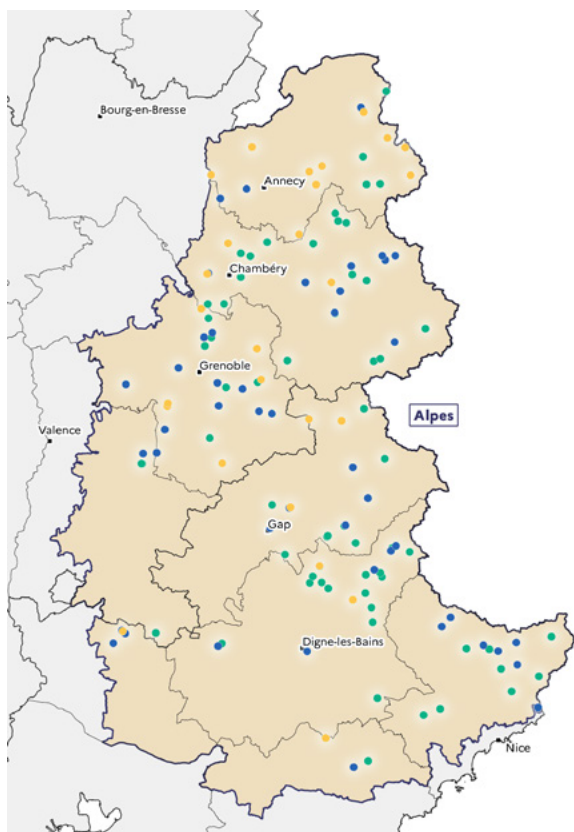 Bourg-en-Bresse
Annecy
Chambéry
Grenoble
Alpes
Valence
Gap
Digne-les-Bains
Nice